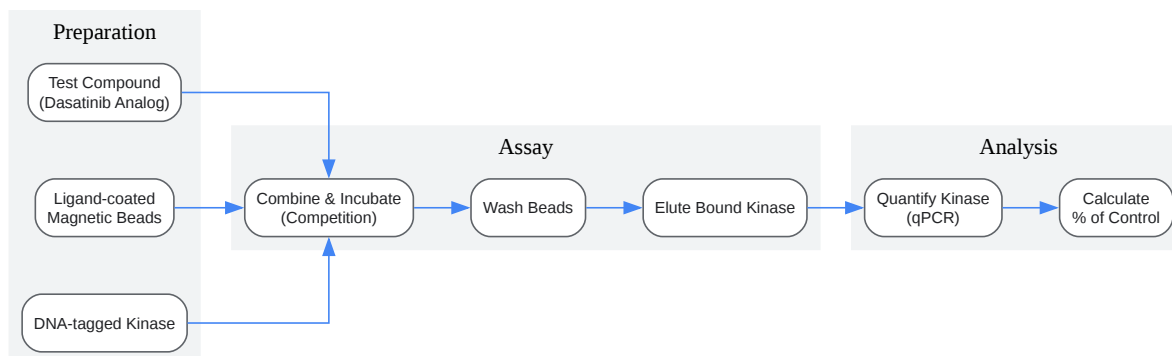 Preparation
Test Compound
(Dasatinib Analog)
Ligand-coated
Magnetic Beads
DNA-tagged Kinase
Assay
Combine & Incubate
(Competition)
Wash Beads
Elute Bound Kinase
Analysis
Quantify Kinase
(qPCR)
Calculate
% of Control